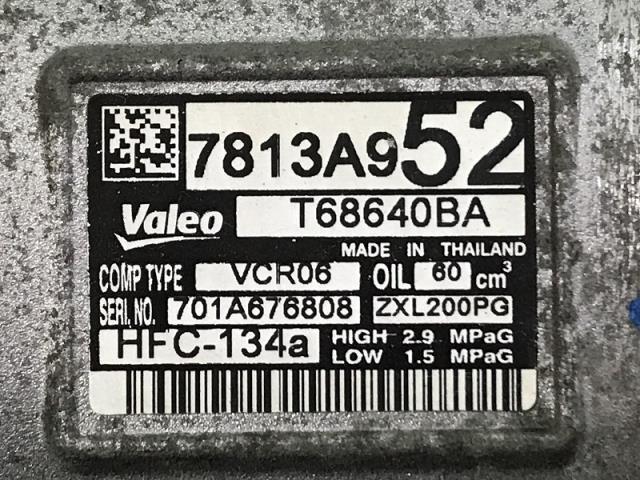 7813A952
Valeo T68640BA
MADE IN THAILAND
COMP TYPE VCR06 OIL 60 cm³
SERI. NO. 701A676808 ZXL200PG
HFC-134a HIGH 2.9 MPaG
LOW 1.5 MPaG